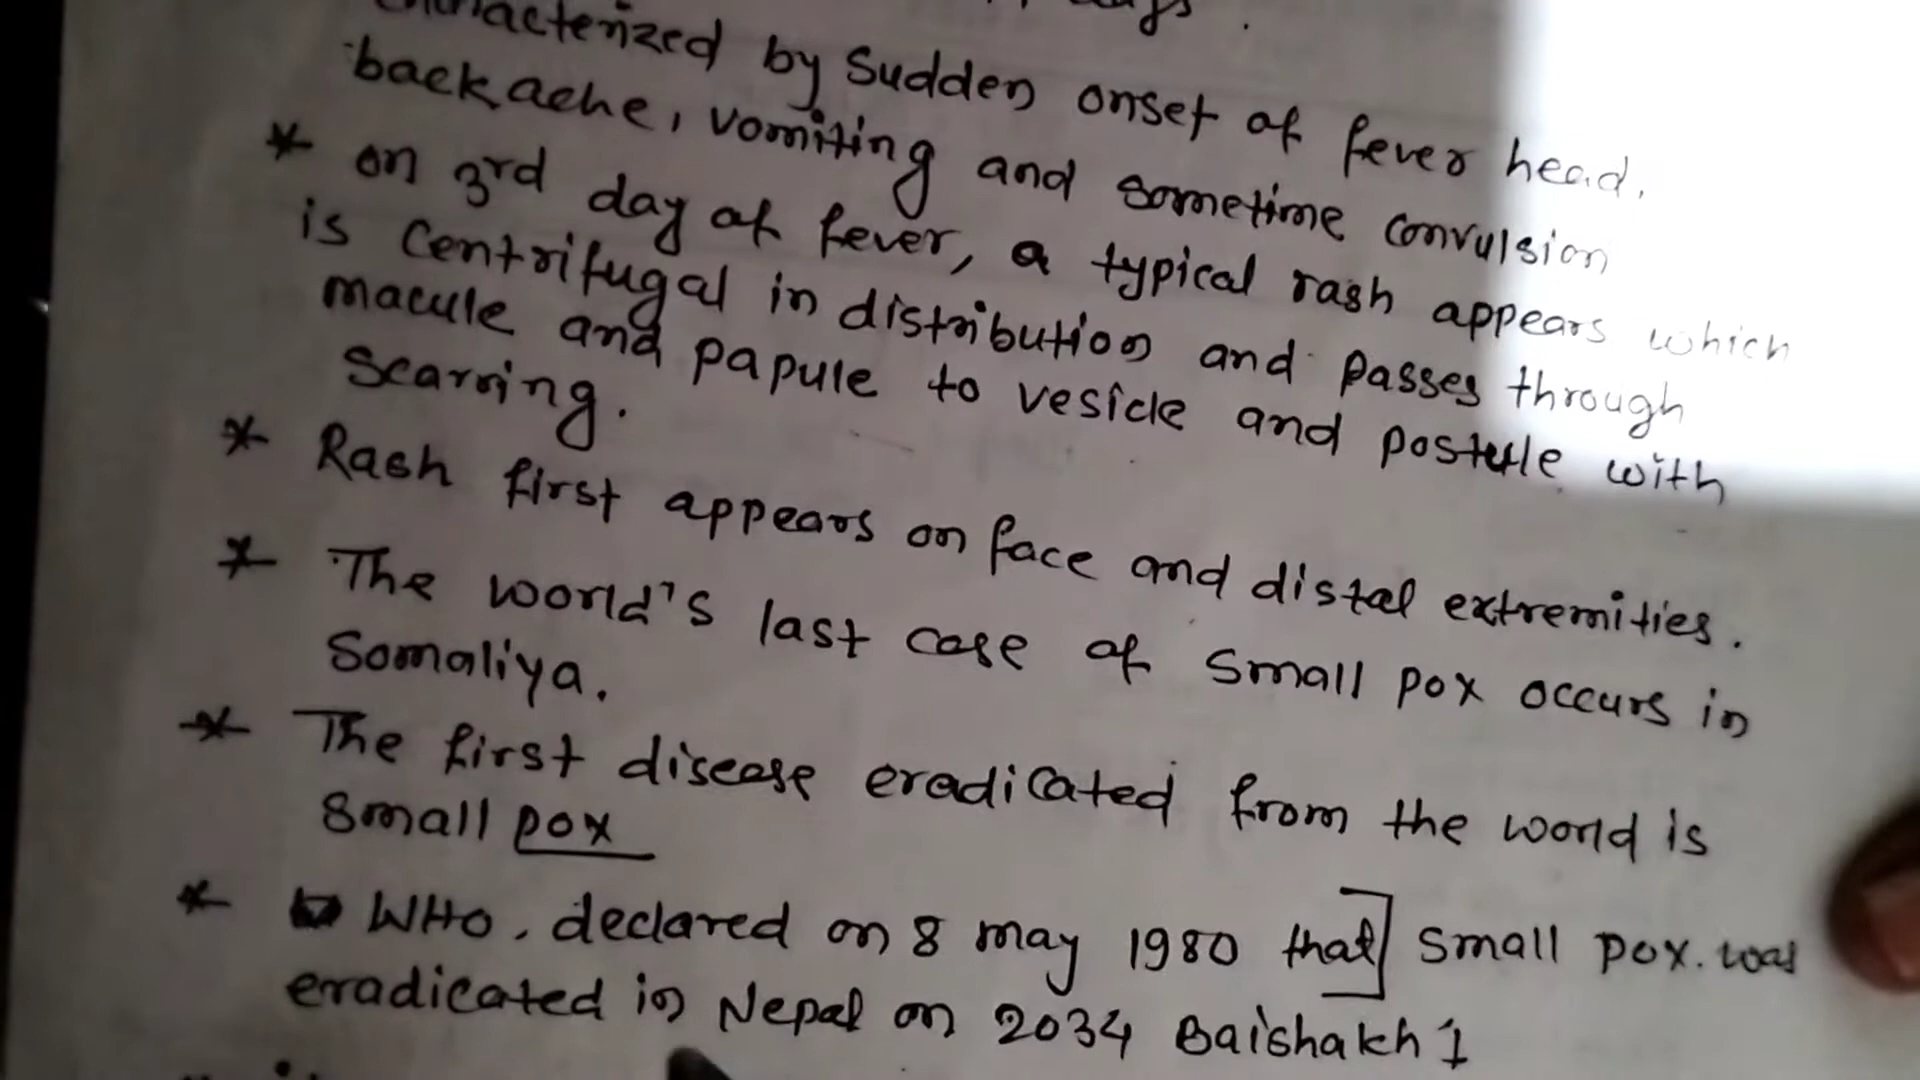 characterized by Sudden onset of fever head,
backache, vomiting and sometime convulsion
* on 3rd day of fever, a typical rash appears which
is Centrifugal in distribution and passes through
macule and papule to vesicle and postule with
scarring.
* Rash first appears on face and distal extremities.
* The world's last case of small pox occurs in
Somaliya.
* The first disease eradicated from the world is
small pox
* WHO, declared on 8 may 1980 that] small pox. was
eradicated in Nepal on 2034 Baishakh 1